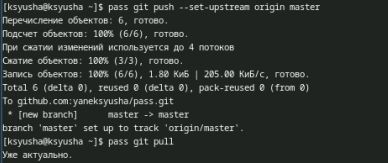 [ksyusha@ksyusha ~]$ pass git push --set-upstream origin master
Перечисление объектов: 6, готово.
Подсчет объектов: 100% (6/6), готово.
При сжатии изменений используется до 4 потоков
Сжатие объектов: 100% (3/3), готово.
Запись объектов: 100% (6/6), 1.80 КиБ | 205.00 КиБ/с, готово.
Total 6 (delta 0), reused 0 (delta 0), pack-reused 0 (from 0)
To github.com:yaneksyusha/pass.git
 * [new branch]      master -> master
branch 'master' set up to track 'origin/master'.
[ksyusha@ksyusha ~]$ pass git pull
Уже актуально.